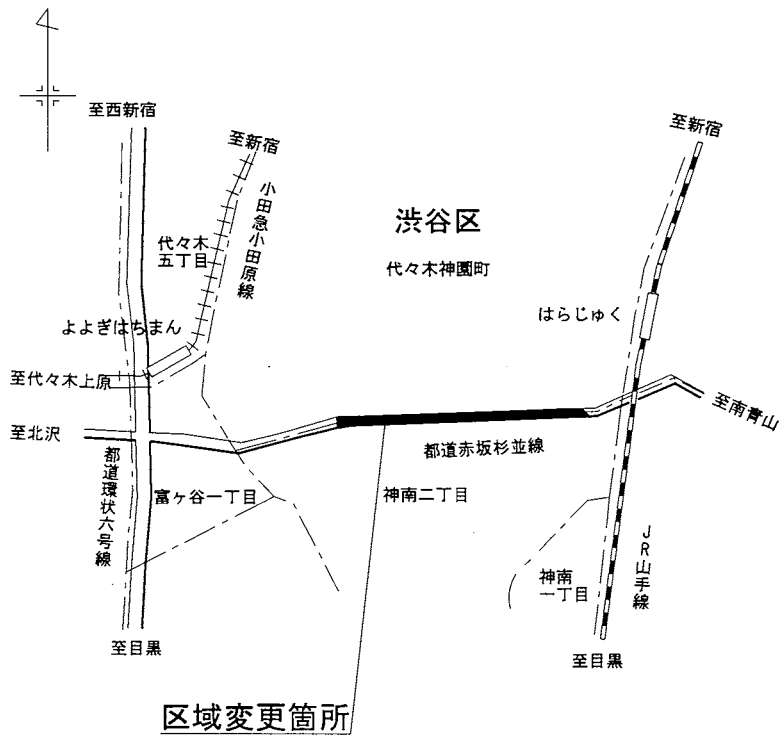 至西新宿
至新宿
小田急小田原線
代々木
五丁目
渋谷区
代々木神園町
至新宿
はらじゅく
よよぎはちまん
至代々木上原
至北沢
都道環状六号線
富ヶ谷一丁目
都道赤坂杉並線
神南二丁目
至南青山
神南
一丁目
JR山手線
至目黒
至目黒
区域変更箇所